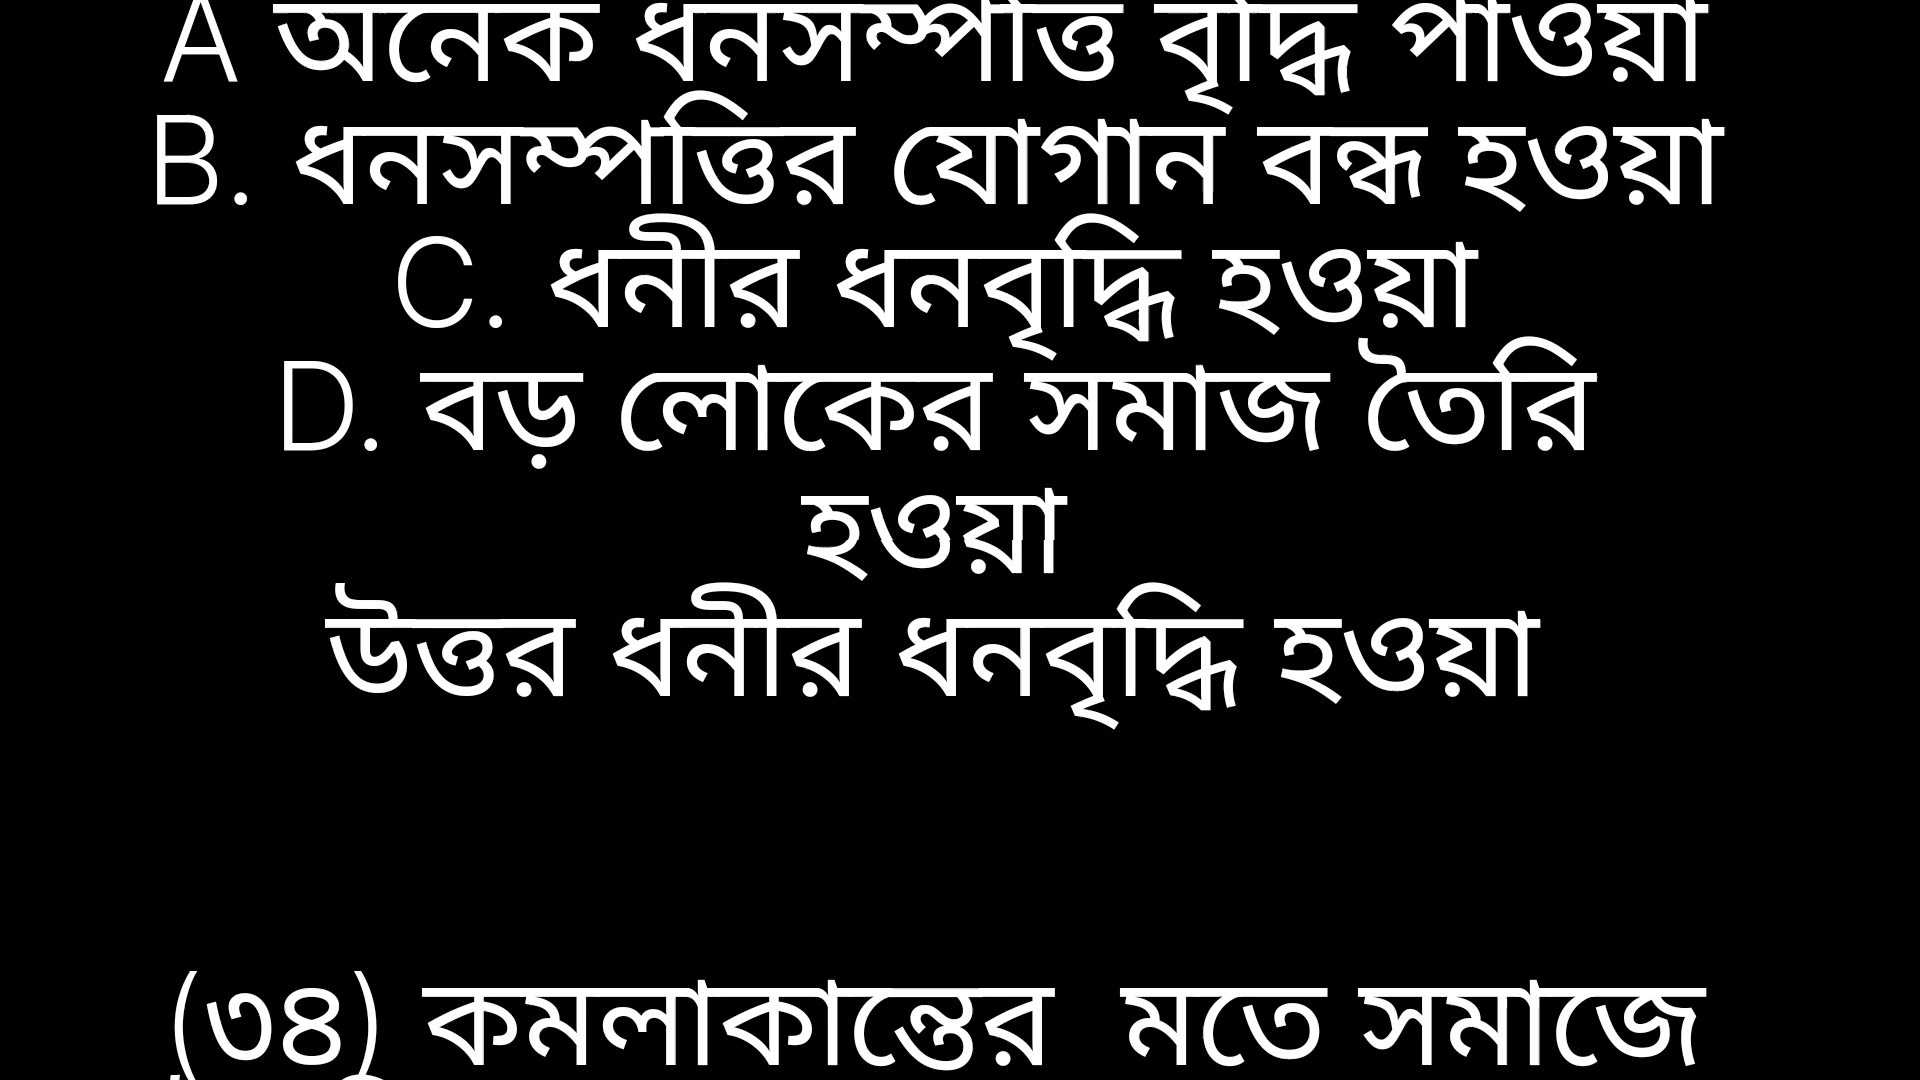 A অনেক ধনসম্পত্তি বৃদ্ধি পাওয়া
B. ধনসম্পত্তির যোগান বন্ধ হওয়া
C. ধনীর ধনবৃদ্ধি হওয়া
D. বড় লোকের সমাজ তৈরি
হওয়া
উত্তর ধনীর ধনবৃদ্ধি হওয়া
(৩৪) কমলাকান্তের মতে সমাজে